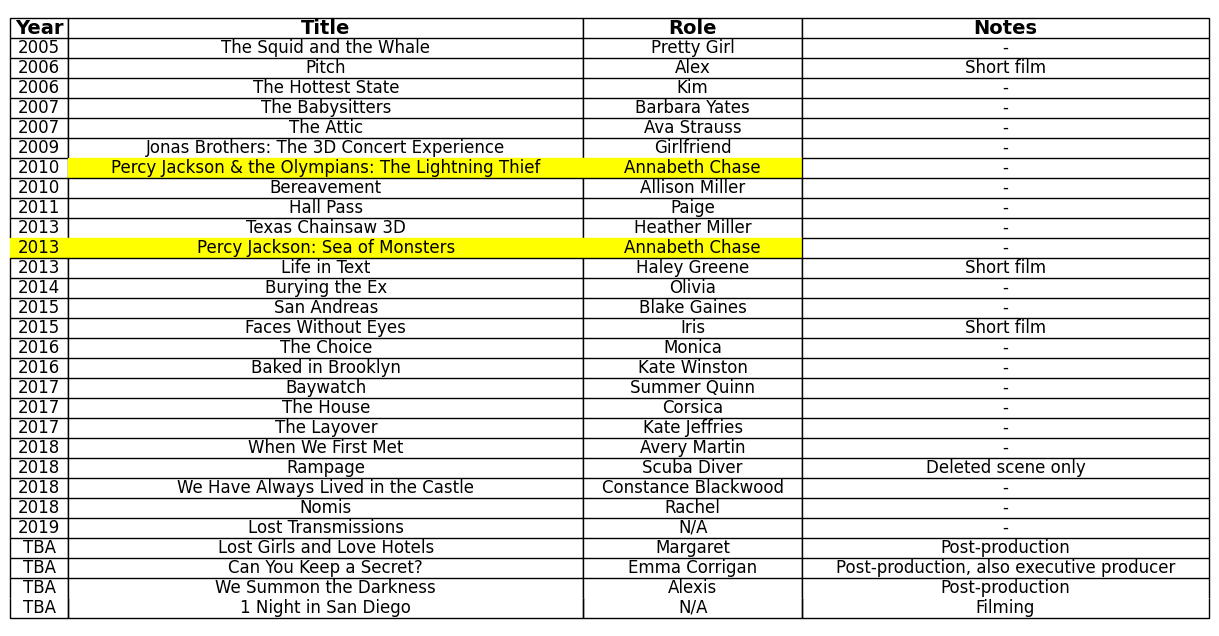 Year Title Role Notes
2005 The Squid and the Whale Pretty Girl -
2006 Pitch Alex Short film
2006 The Hottest State Kim -
2007 The Babysitters Barbara Yates -
2007 The Attic Ava Strauss -
2009 Jonas Brothers: The 3D Concert Experience Girlfriend -
2010 Percy Jackson & the Olympians: The Lightning Thief Annabeth Chase -
2010 Bereavement Allison Miller -
2011 Hall Pass Paige -
2013 Texas Chainsaw 3D Heather Miller -
2013 Percy Jackson: Sea of Monsters Annabeth Chase -
2013 Life in Text Haley Greene Short film
2014 Burying the Ex Olivia -
2015 San Andreas Blake Gaines -
2015 Faces Without Eyes Iris Short film
2016 The Choice Monica -
2016 Baked in Brooklyn Kate Winston -
2017 Baywatch Summer Quinn -
2017 The House Corsica -
2017 The Layover Kate Jeffries -
2018 When We First Met Avery Martin -
2018 Rampage Scuba Diver Deleted scene only
2018 We Have Always Lived in the Castle Constance Blackwood -
2018 Nomis Rachel -
2019 Lost Transmissions N/A -
TBA Lost Girls and Love Hotels Margaret Post-production
TBA Can You Keep a Secret? Emma Corrigan Post-production, also executive producer
TBA We Summon the Darkness Alexis Post-production
TBA 1 Night in San Diego N/A Filming